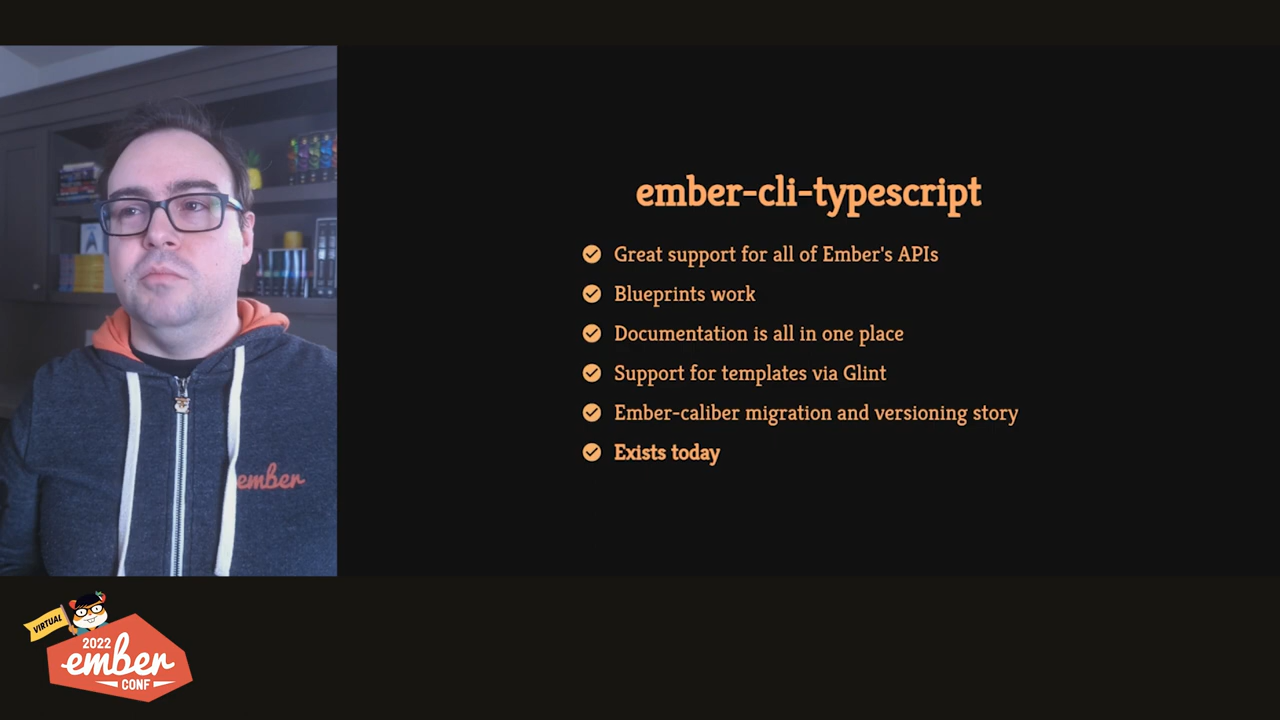 ember-cli-typescript
Great support for all of Ember's APIs
Blueprints work
Documentation is all in one place
Support for templates via Glint
Ember-caliber migration and versioning story
Exists today
ember
VIRTUAL
2022
ember
CONF